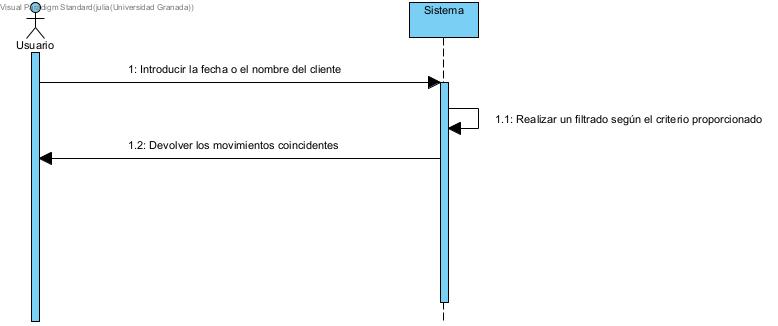 Visual Paradigm Standard(julia(Universidad Granada))
Sistema
Usuario
1: Introducir la fecha o el nombre del cliente
1.1: Realizar un filtrado según el criterio proporcionado
1.2: Devolver los movimientos coincidentes